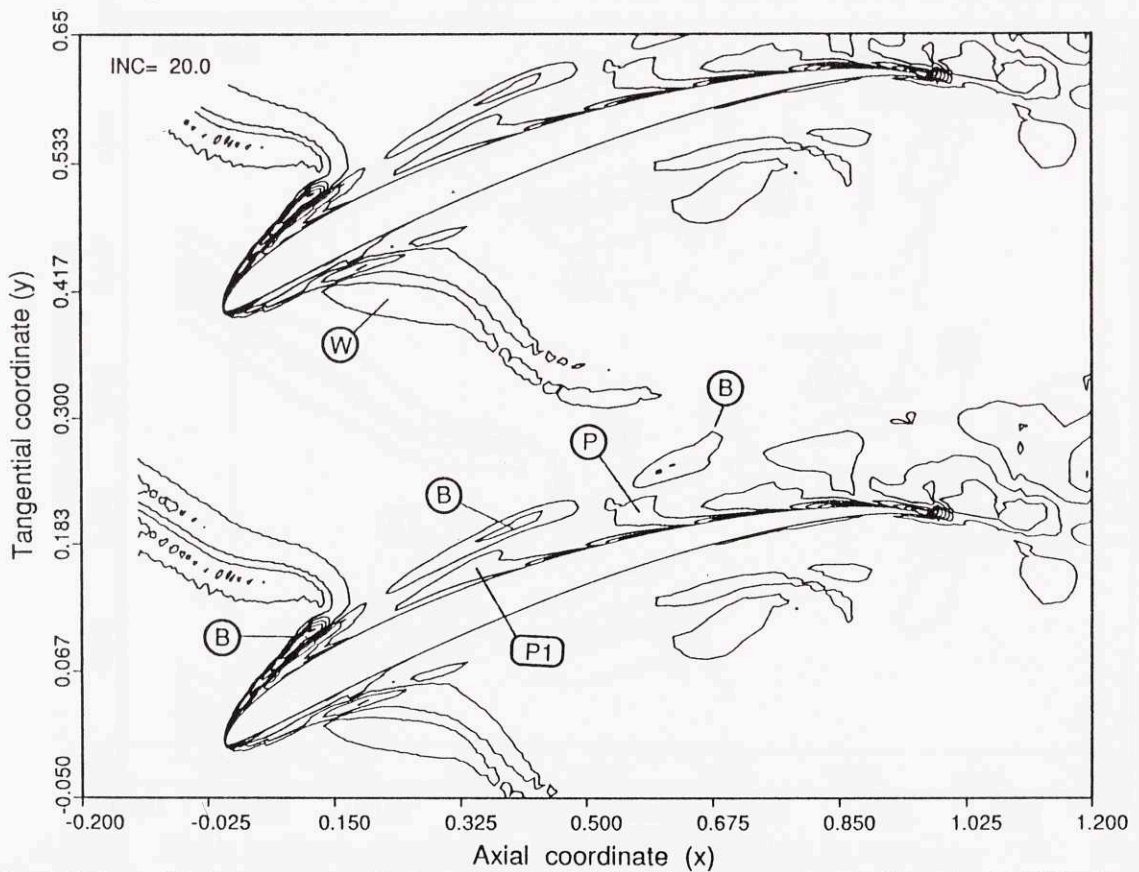 0.65
INC= 20.0
0.533
0.417
0.300
0.183
0.067
-0.050
Tangential coordinate (y)
W
B
P
B
B
P1
-0.200
-0.025
0.150
0.325
0.500
0.675
0.850
1.025
1.200
Axial coordinate (x)